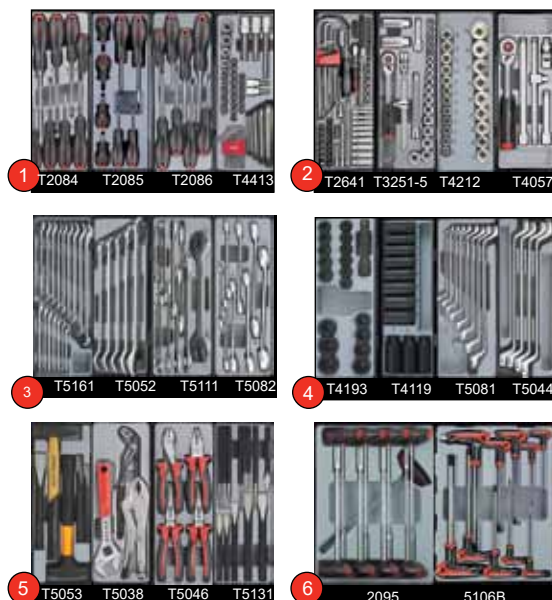 1 T2084 T2085 T2086 T4413
2 T2641 T3251-5 T4212 T4057
3 T5161 T5052 T5111 T5082
4 T4193 T4119 T5081 T5044
5 T5053 T5038 T5046 T5131
6 2095 5106B